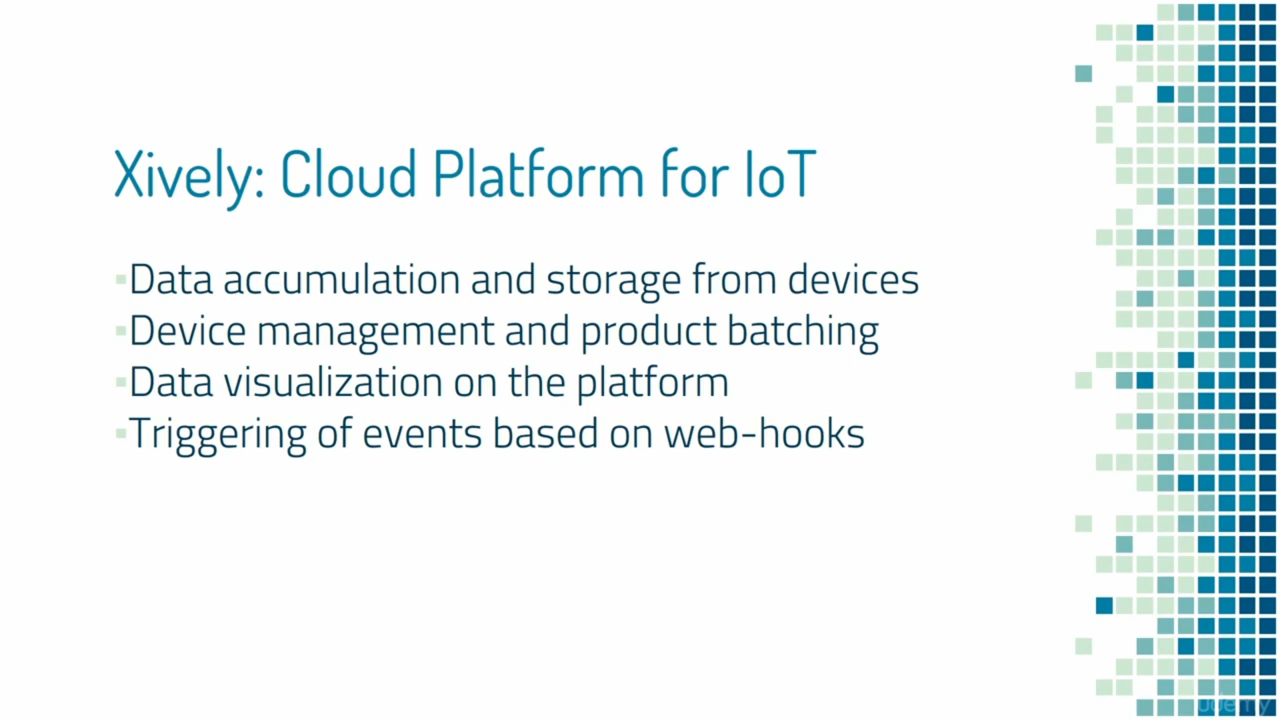 Xively: Cloud Platform for IoT
▪Data accumulation and storage from devices
▪Device management and product batching
▪Data visualization on the platform
▪Triggering of events based on web-hooks
udemy